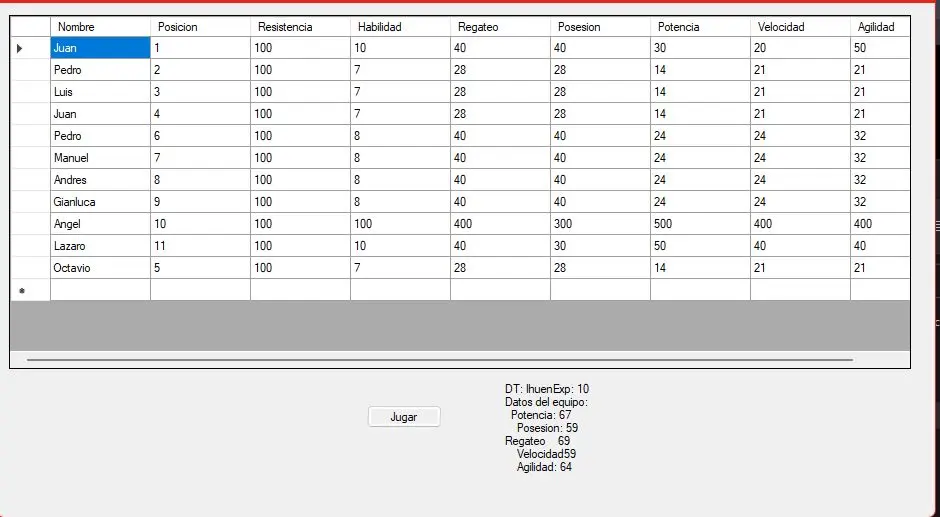 Nombre Posicion Resistencia Habilidad Regateo Posesion Potencia Velocidad Agilidad
Juan 1 100 10 40 40 30 20 50
Pedro 2 100 7 28 28 14 21 21
Luis 3 100 7 28 28 14 21 21
Juan 4 100 7 28 28 14 21 21
Pedro 6 100 8 40 40 24 24 32
Manuel 7 100 8 40 40 24 24 32
Andres 8 100 8 40 40 24 24 32
Gianluca 9 100 8 40 40 24 24 32
Angel 10 100 100 400 300 500 400 400
Lazaro 11 100 10 40 30 50 40 40
Octavio 5 100 7 28 28 14 21 21
Jugar
DT: IhuenExp: 10
Datos del equipo:
Potencia: 67
Posesion: 59
Regateo 69
Velocidad59
Agilidad: 64